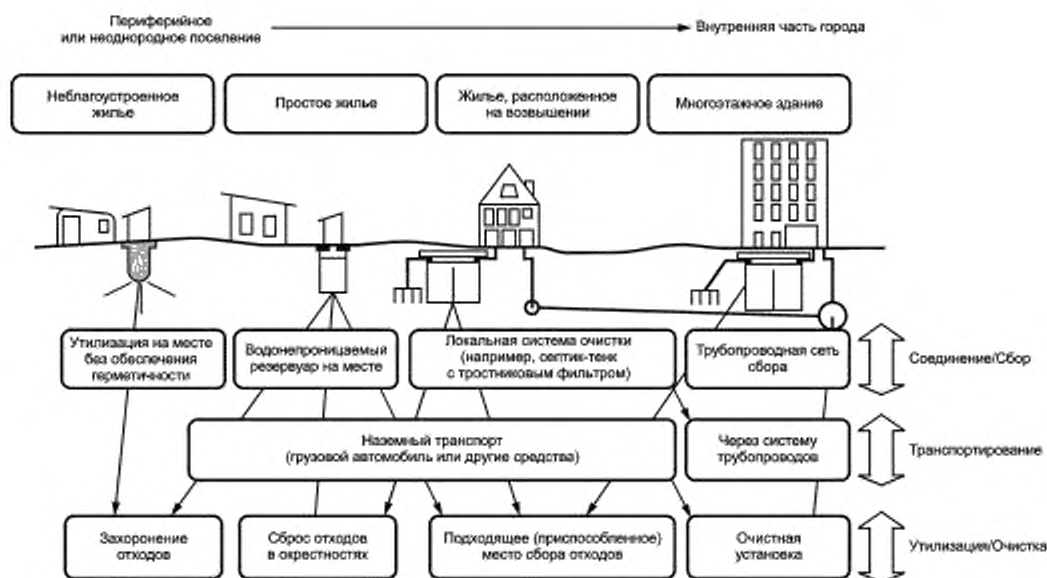 Периферийное
или неоднородное поселение
Внутренняя часть города
Неблагоустроенное
жилье
Простое жилье
Жилье, расположенное
на возвышении
Многоэтажное здание
Утилизация на месте
без обеспечения
герметичности
Водонепроницаемый
резервуар на месте
Локальная система очистки
(например, септик-тенк
с тростниковым фильтром)
Трубопроводная сеть
сбора
Соединение/Сбор
Наземный транспорт
(грузовой автомобиль или другие средства)
Через систему
трубопроводов
Транспортирование
Захоронение
отходов
Сброс отходов
в окрестностях
Подходящее (приспособленное)
место сбора отходов
Очистная
установка
Утилизация/Очистка